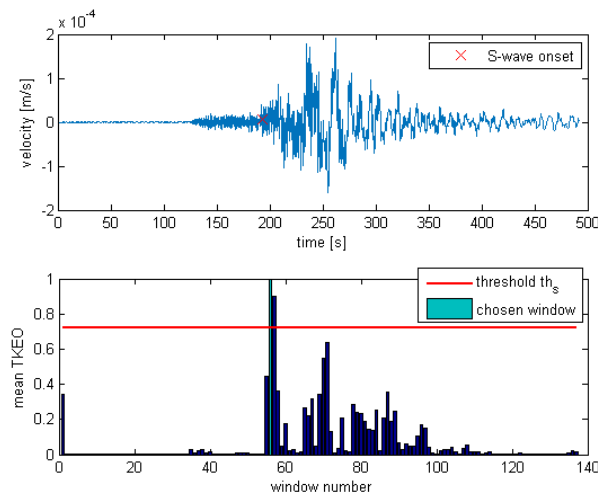 × 10⁻⁴
2
1
0
-1
-2
velocity [m/s]
S-wave onset
0 50 100 150 200 250 300 350 400 450 500
time [s]
1
0.8
0.6
0.4
0.2
0
mean TKEO
threshold thₛ
chosen window
0 20 40 60 80 100 120 140
window number